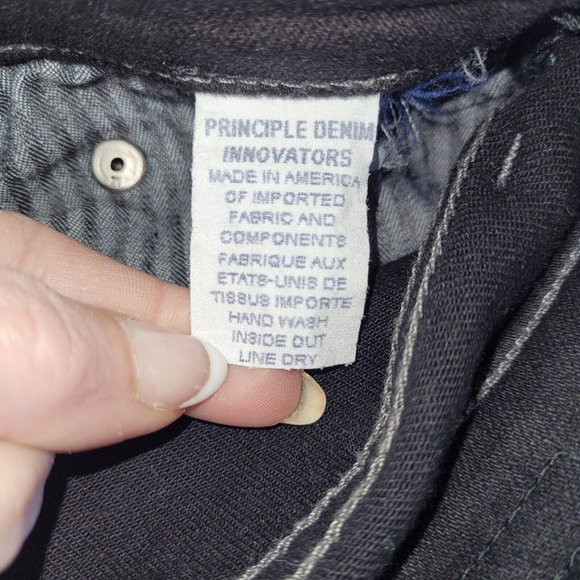 PRINCIPLE DENIM
INNOVATORS
MADE IN AMERICA
OF IMPORTED
FABRIC AND
COMPONENTS
FABRIQUE AUX
ETATS-UNIS DE
TISSUS IMPORTE
HAND WASH
INSIDE OUT
LINE DRY